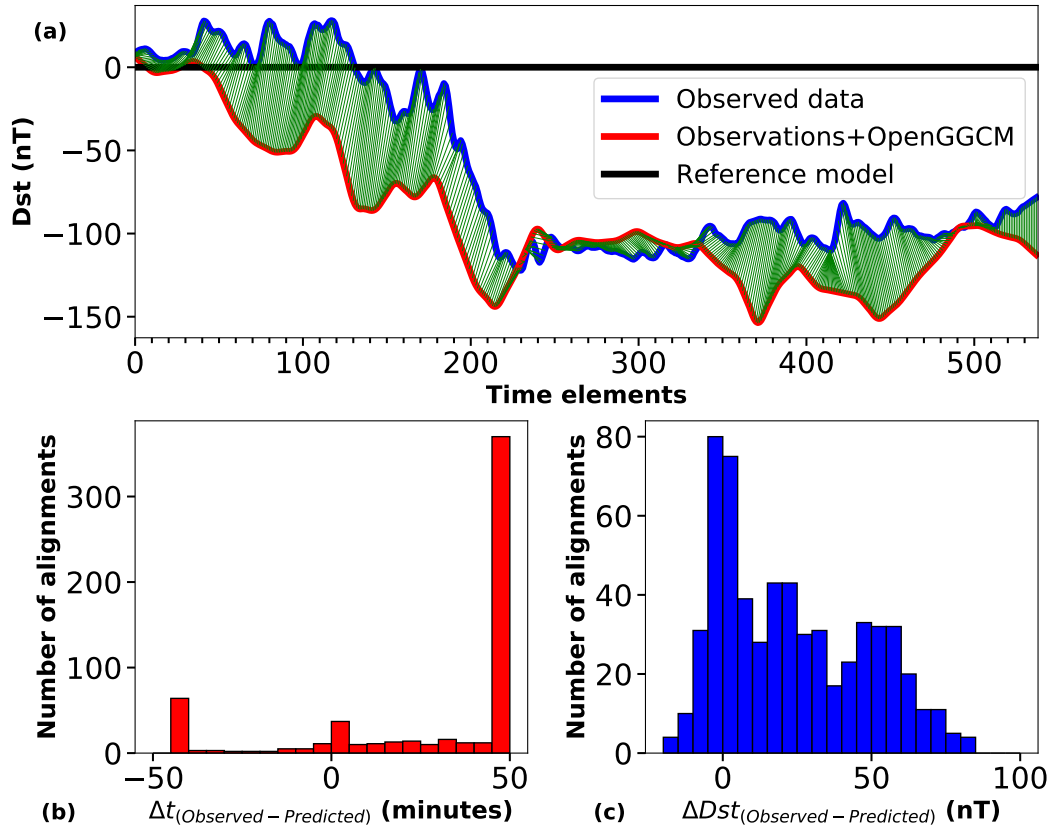 (a)
Dst (nT)
0
−50
−100
−150
Observed data
Observations+OpenGGCM
Reference model
0 100 200 300 400 500
Time elements
Number of alignments
300
200
100
0
−50 0 50
(b)
Δt(Observed−Predicted) (minutes)
Number of alignments
80
60
40
20
0
0 50 100
(c)
ΔDst(Observed−Predicted) (nT)